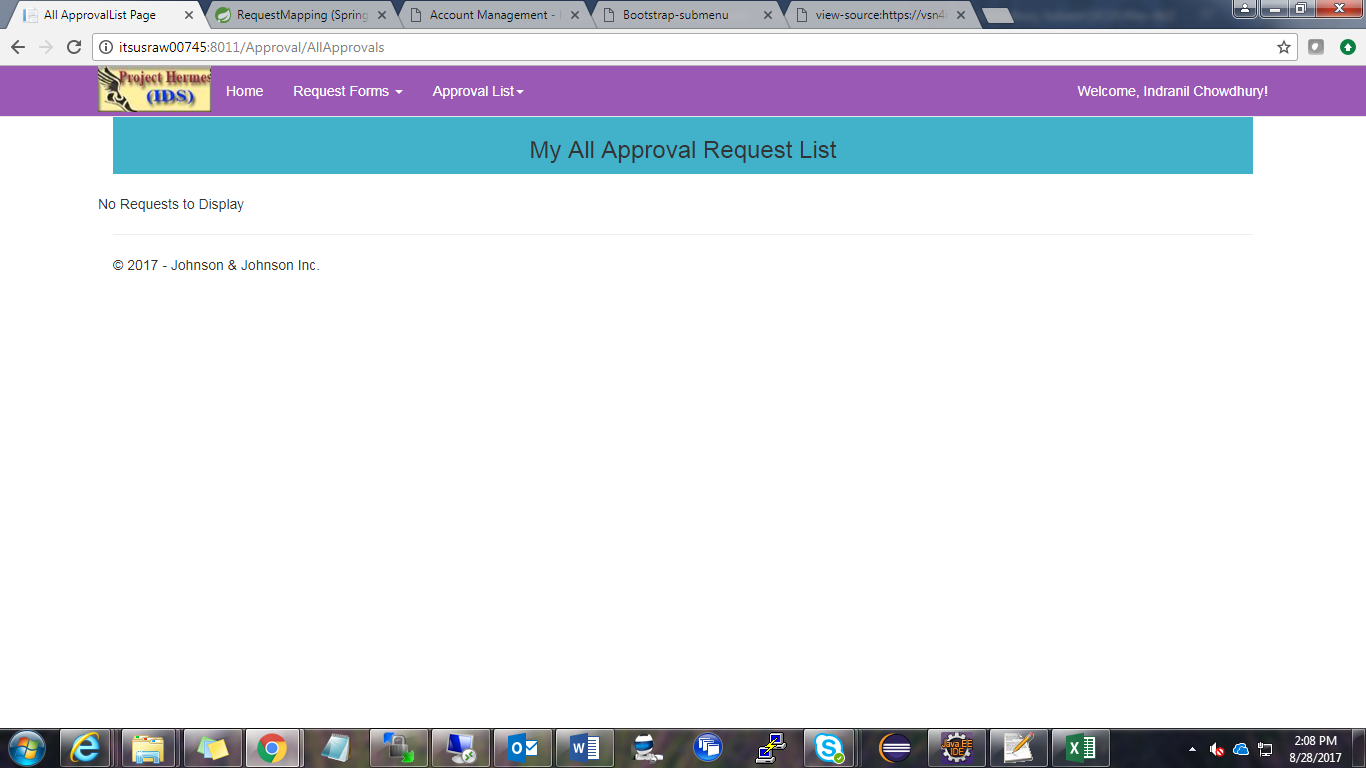 All ApprovalList Page
RequestMapping (Spring
Account Management -
Bootstrap-submenu
view-source:https://vsn4
itsusraw00745:8011/Approval/AllApprovals
Project Hermes
(IDS)
Home
Request Forms
Approval List
Welcome, Indranil Chowdhury!
My All Approval Request List
No Requests to Display
© 2017 - Johnson & Johnson Inc.
Java EE
IDE
2:08 PM
8/28/2017